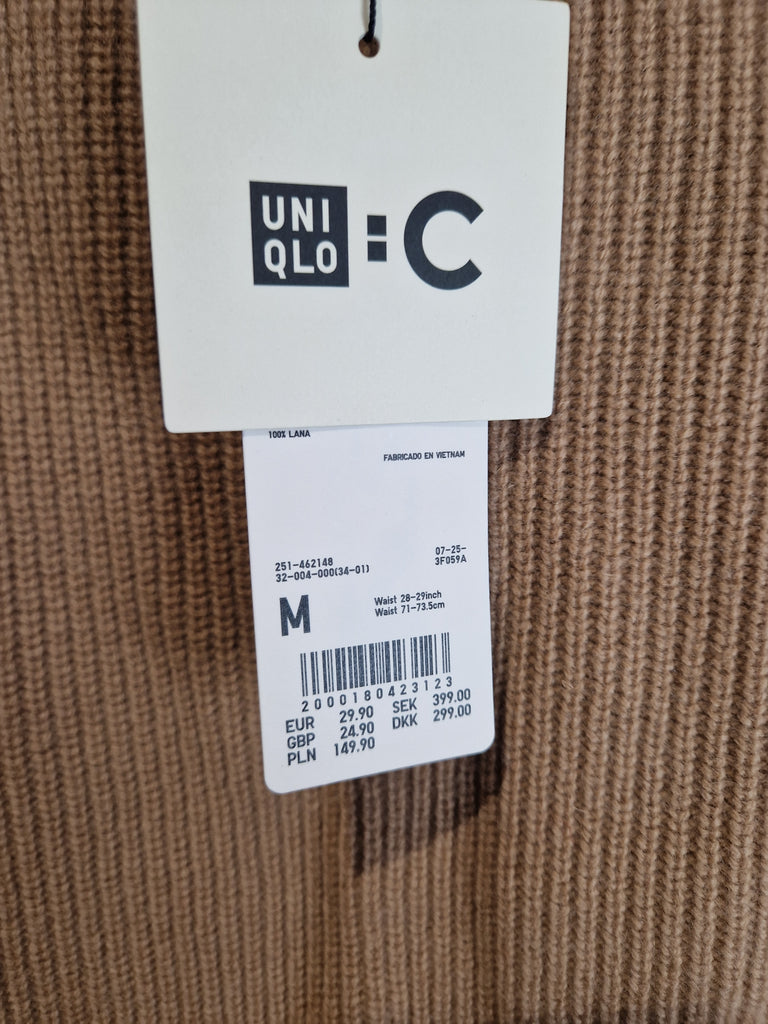 UNI
QLO
: C
100% LANA
FABRICADO EN VIETNAM
251-462148
32-004-000(34-01)
07-25-
3F059A
M
Waist 28-29inch
Waist 71-73.5cm
2000180423123
EUR 29.90 SEK 399.00
GBP 24.90 DKK 299.00
PLN 149.90